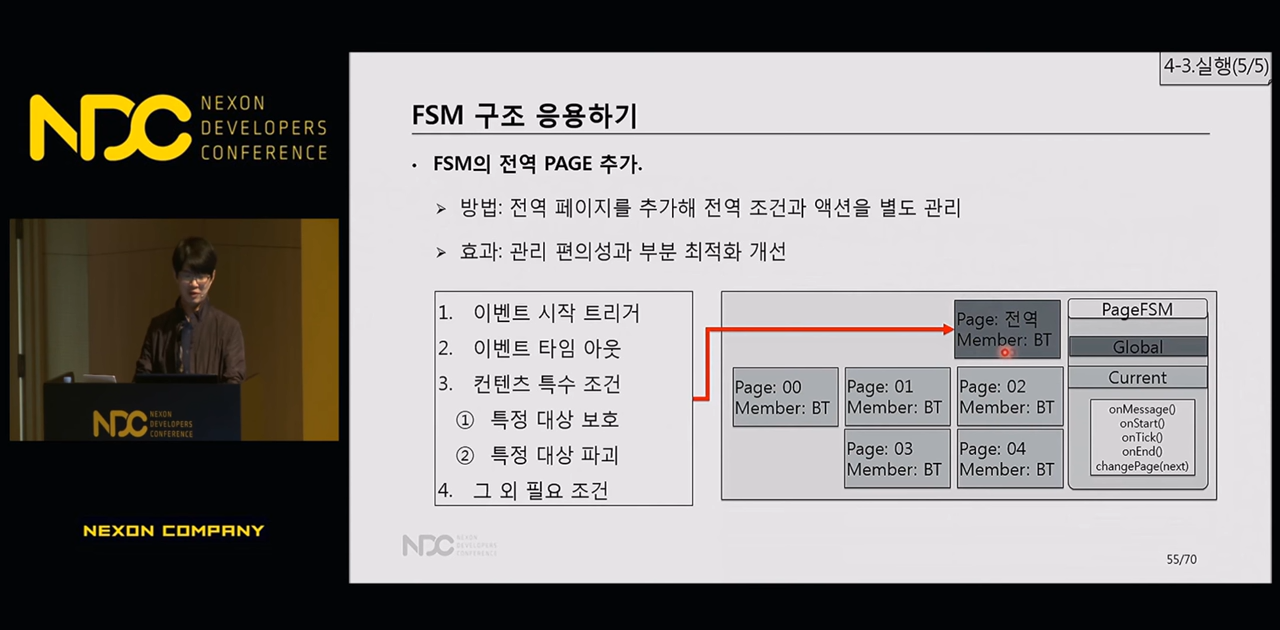 NDC NEXON
DEVELOPERS
CONFERENCE
NDC NEXON
DEVELOPERS
CONFERENCE
NEXON COMPANY
4-3.실행(5/5)
FSM 구조 응용하기
• FSM의 전역 PAGE 추가.
➢ 방법: 전역 페이지를 추가해 전역 조건과 액션을 별도 관리
➢ 효과: 관리 편의성과 부분 최적화 개선
1. 이벤트 시작 트리거
2. 이벤트 타임 아웃
3. 컨텐츠 특수 조건
① 특정 대상 보호
② 특정 대상 파괴
4. 그 외 필요 조건
Page: 전역
Member: BT
Page: 00
Member: BT
Page: 01
Member: BT
Page: 02
Member: BT
Page: 03
Member: BT
Page: 04
Member: BT
PageFSM
Global
Current
onMessage()
onStart()
onTick()
onEnd()
changePage(next)
NDC NEXON
DEVELOPERS
CONFERENCE
55/70